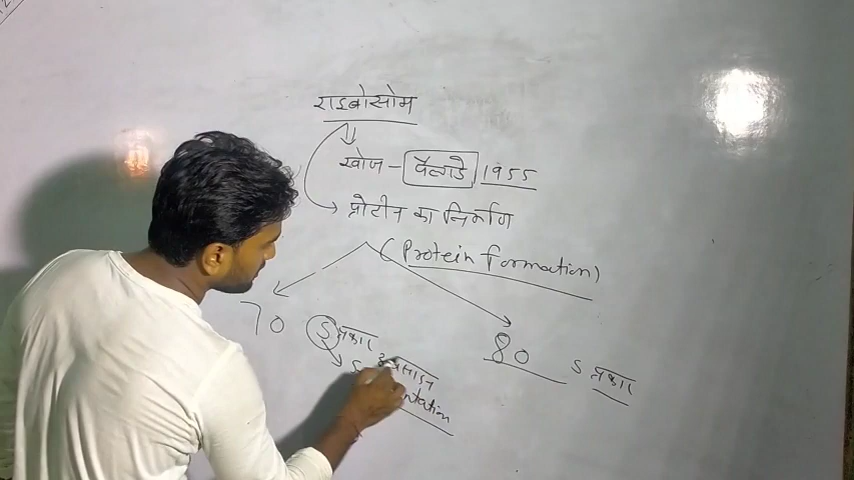 राइबोसोम
खोज - वैलाडे 1955
प्रोटीन का निर्माण
(Protein formation)
70 S प्रकार
80 S प्रकार